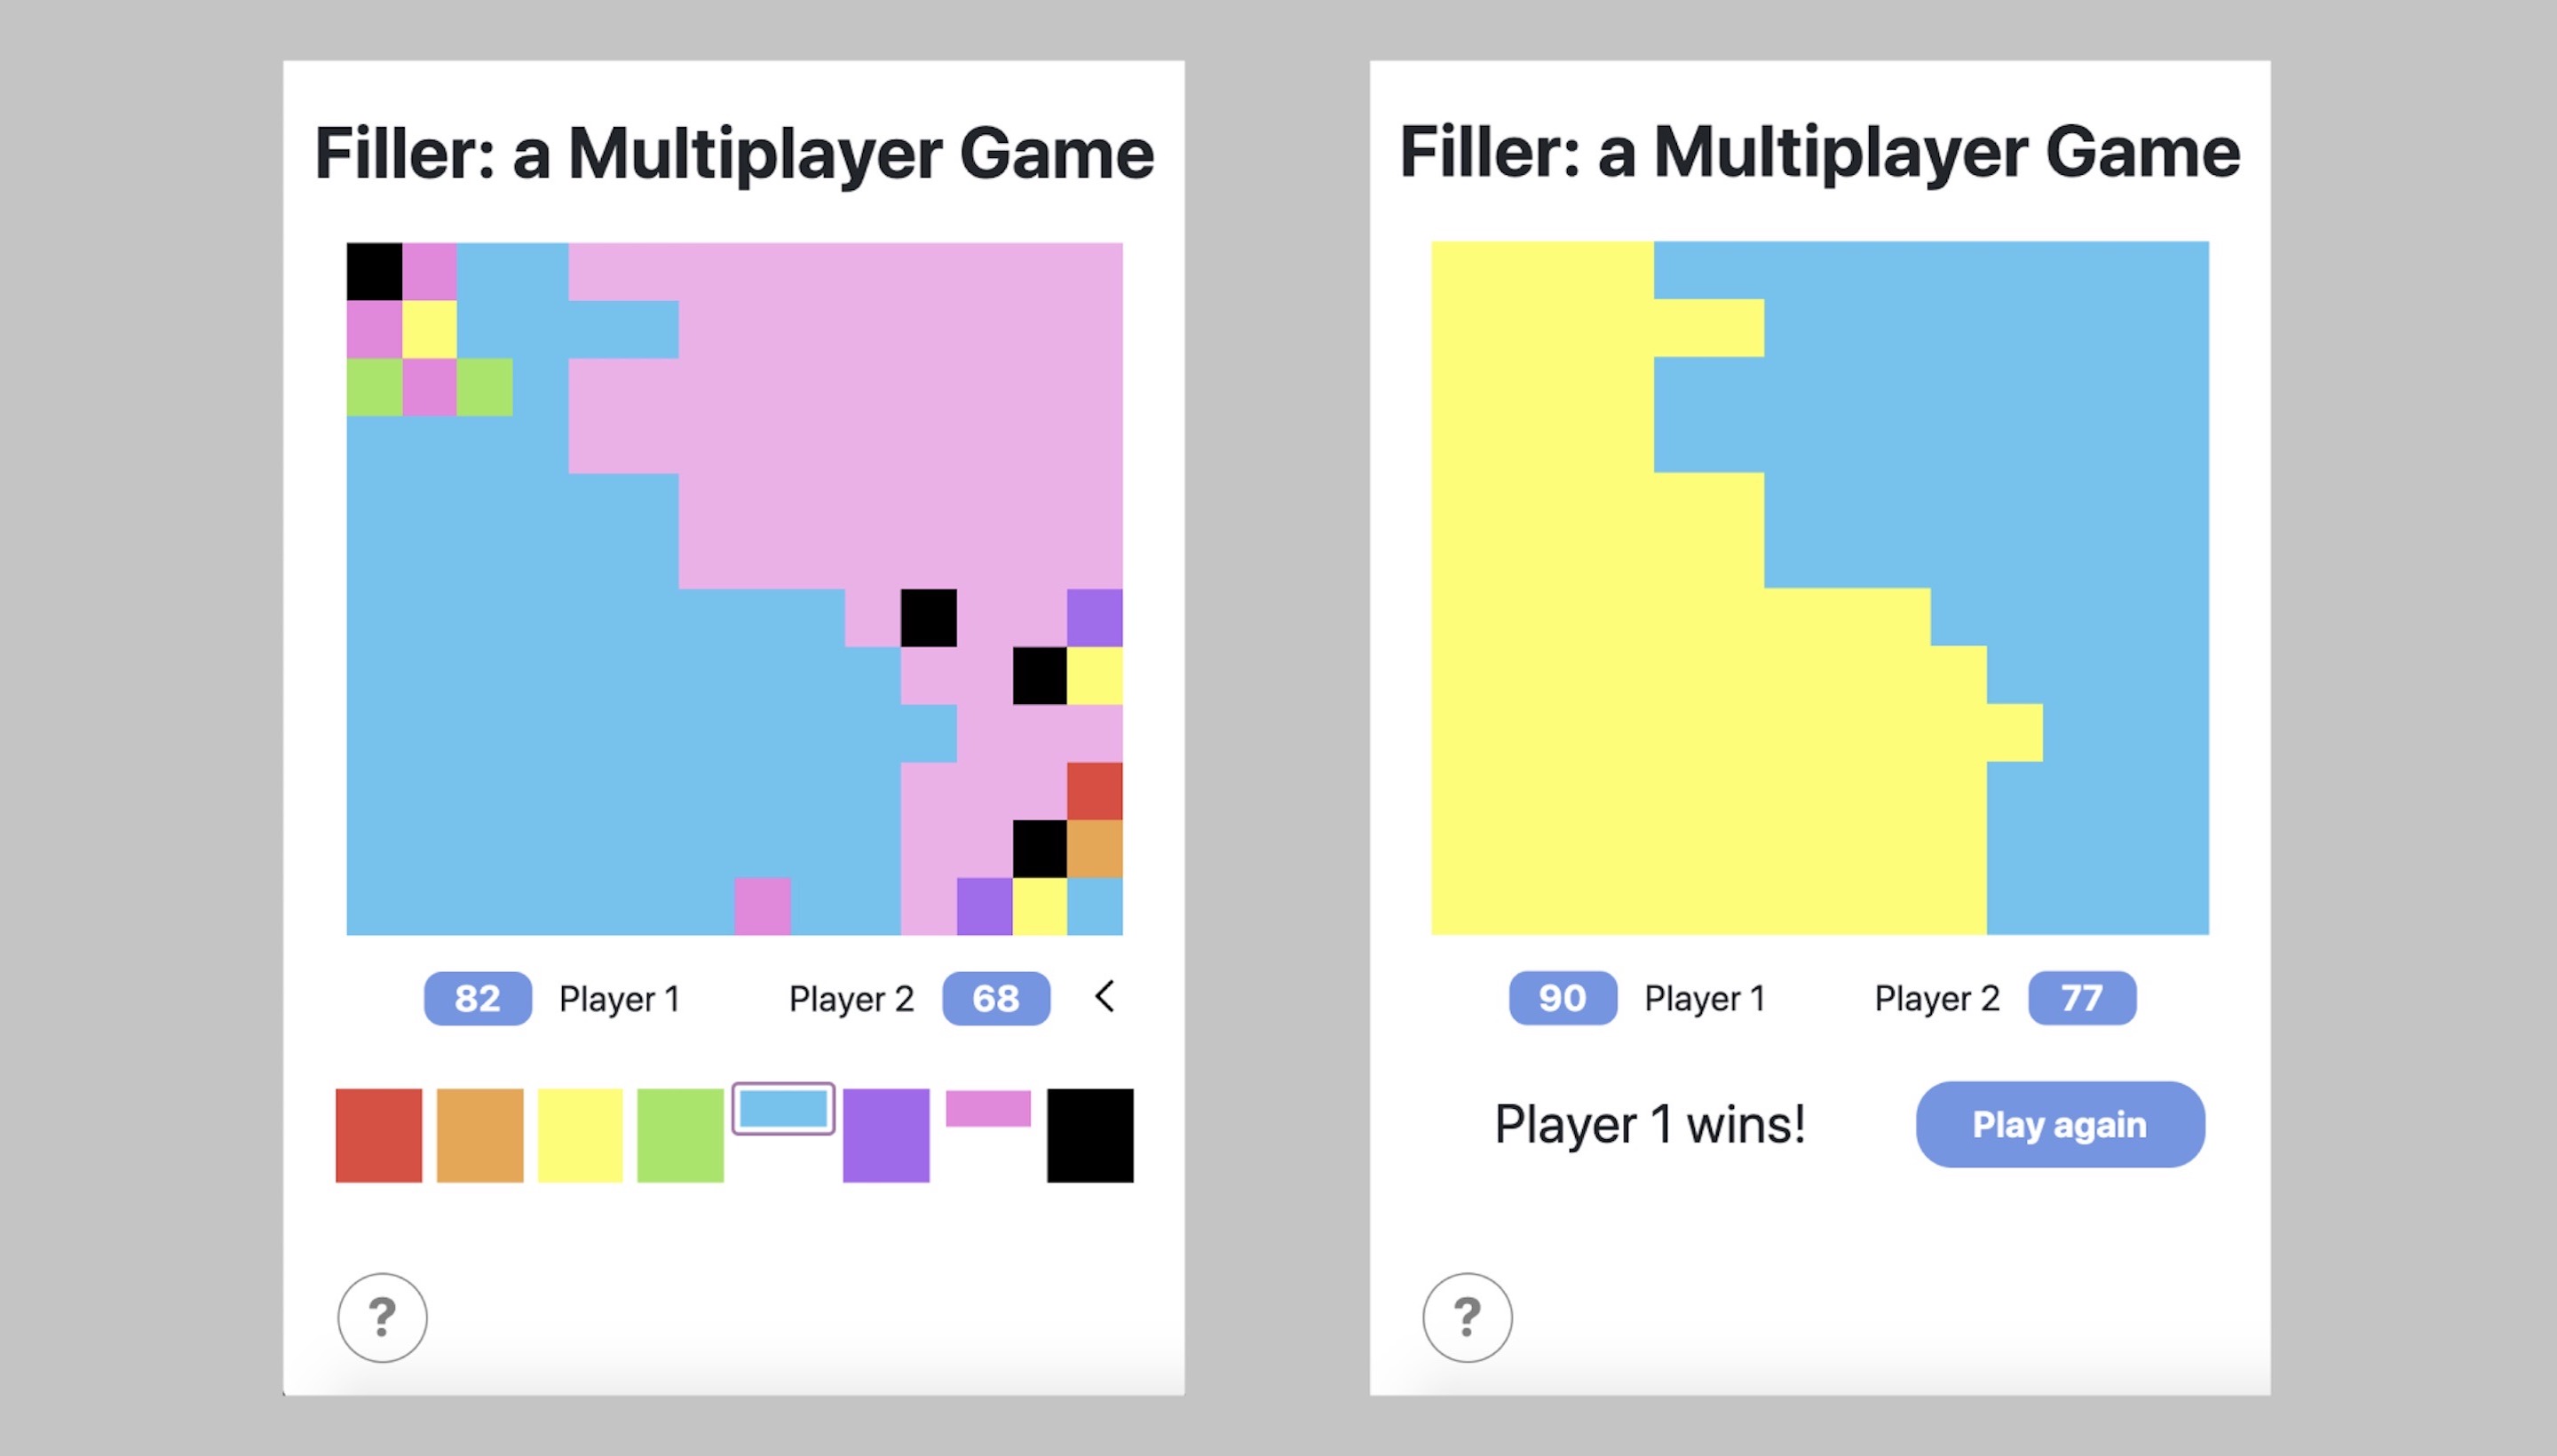 Filler: a Multiplayer Game
82 Player 1 Player 2 68 <
?
Filler: a Multiplayer Game
90 Player 1 Player 2 77
Player 1 wins! Play again
?